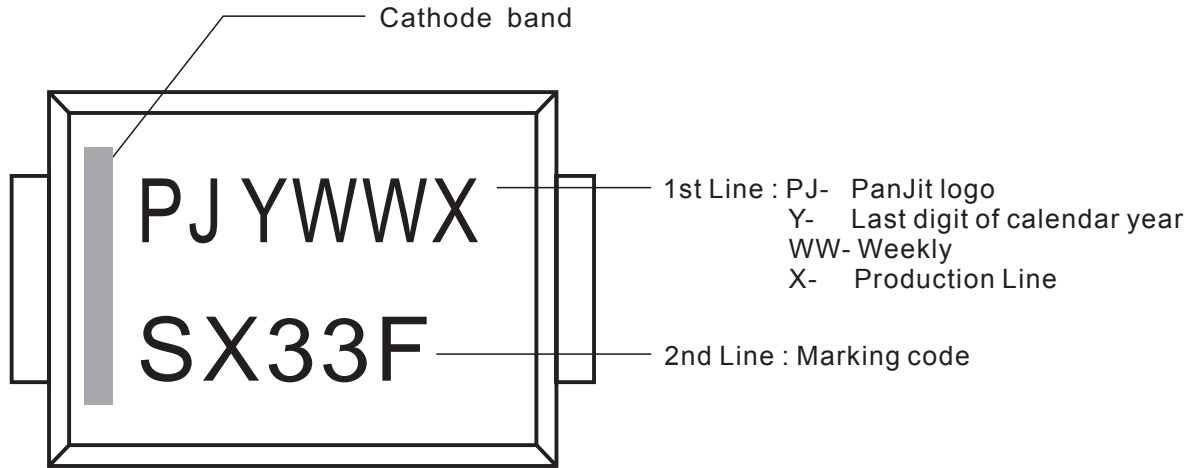 Cathode band
PJ YWWX
1st Line : PJ- PanJit logo
Y- Last digit of calendar year
WW- Weekly
X- Production Line
SX33F
2nd Line : Marking code